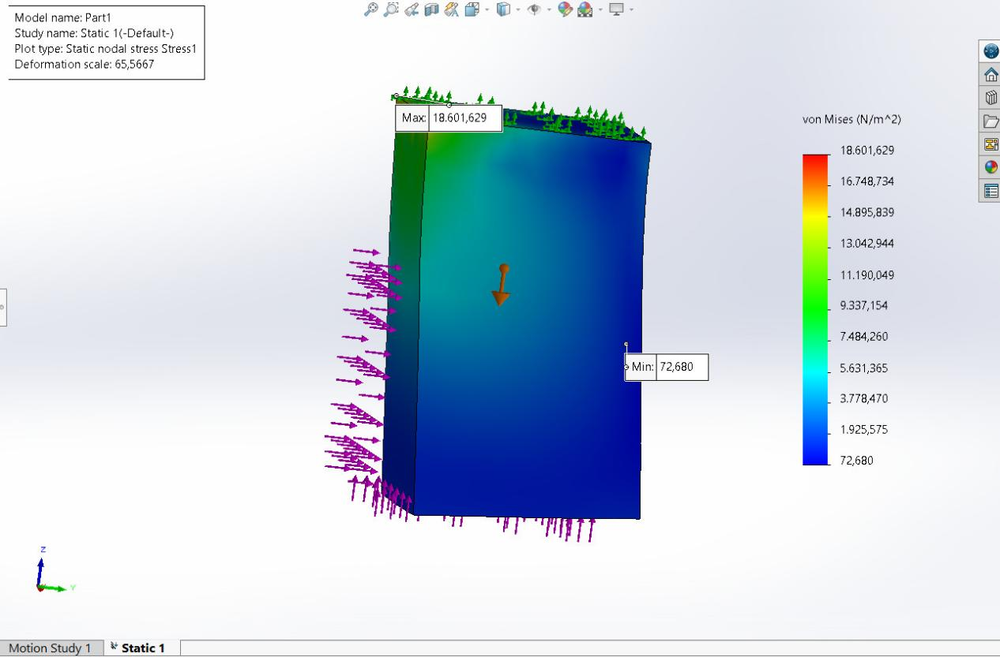 Model name: Part1
Study name: Static 1(-Default-)
Plot type: Static nodal stress Stress1
Deformation scale: 65,5667
Max: 18.601,629
von Mises (N/m^2)
18.601,629
16.748,734
14.895,839
13.042,944
11.190,049
9.337,154
7.484,260
5.631,365
3.778,470
1.925,575
72,680
Min: 72,680
Z
Y
Motion Study 1
Static 1